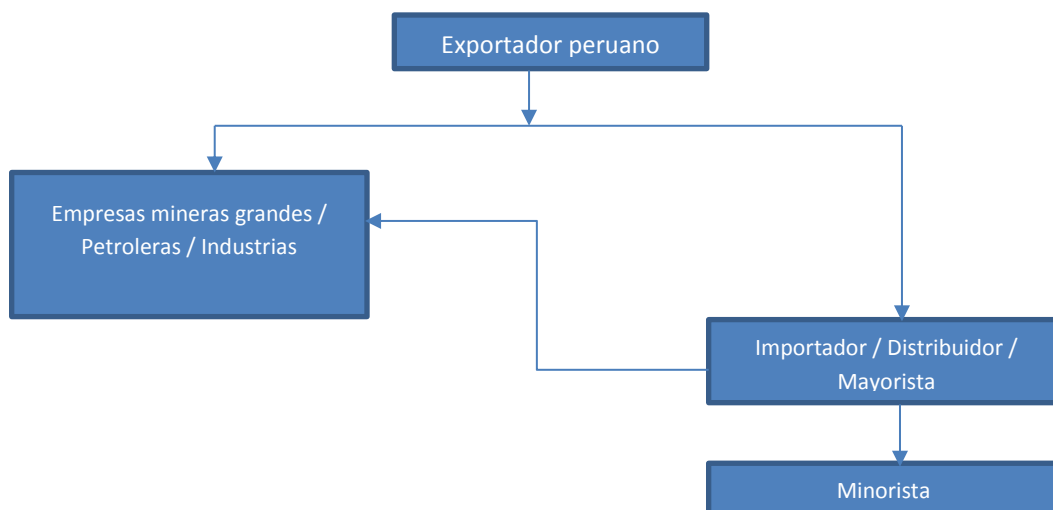 Exportador peruano
Empresas mineras grandes /
Petroleras / Industrias
Importador / Distribuidor /
Mayorista
Minorista